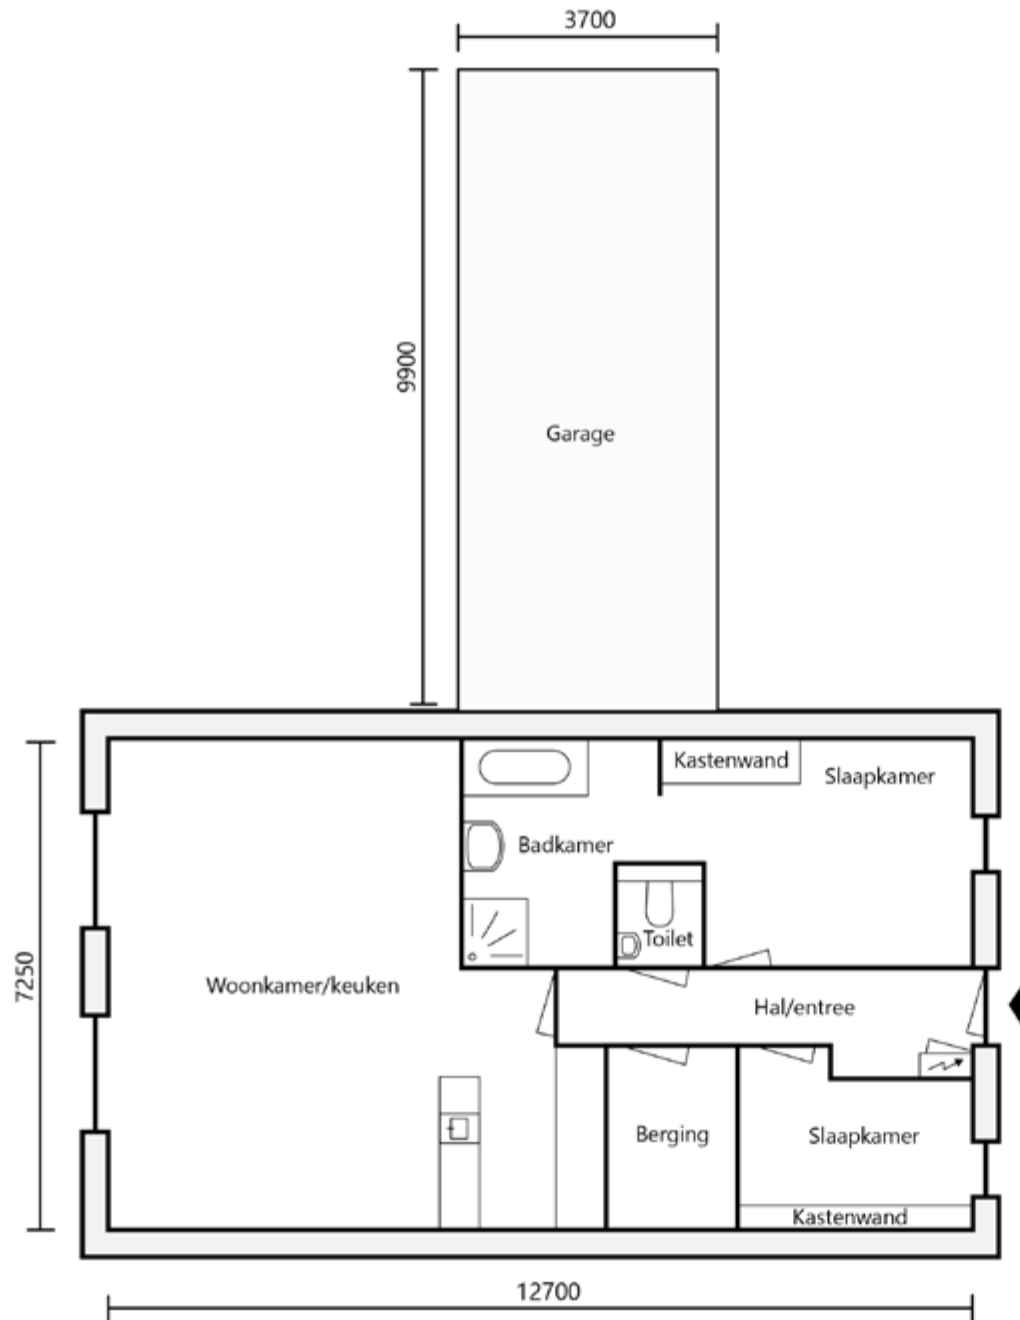 3700
9900
Garage
Kastenwand
Slaapkamer
Badkamer
Toilet
7250
Woonkamer/keuken
Hal/entree
Berging
Slaapkamer
Kastenwand
12700